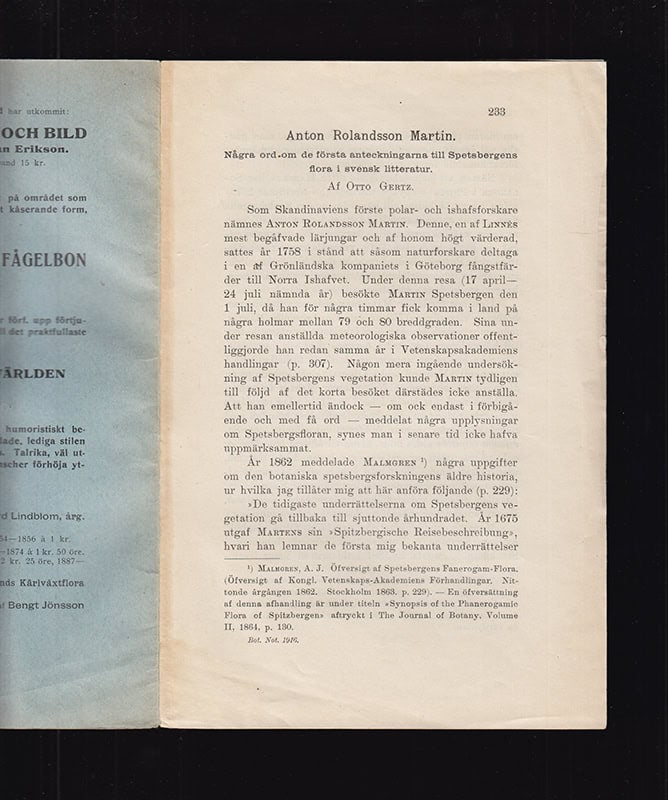 har utkommit:
OCH BILD
an Erikson.
und 15 kr.
på området som
t kåserande form,
FÅGELBON
r förf. upp förtju-
ll det praktfullaste
VÄRLDEN
humoristiskt be-
lade, lediga stilen
s. Talrika, väl ut-
nscher förhöja yt-
d Lindblom, årg.
54—1856 à 1 kr.
—1874 à 1 kr. 50 öre.
2 kr. 25 öre, 1887—
nds Kärlväxtflora
af Bengt Jönsson
233
Anton Rolandsson Martin.
Några ord om de första anteckningarna till Spetsbergens
flora i svensk litteratur.
Af Otto Gertz.
Som Skandinaviens förste polar- och ishafsforskare
nämnes Anton Rolandsson Martin. Denne, en af Linnés
mest begåfvade lärjungar och af honom högt värderad,
sattes år 1758 i stånd att såsom naturforskare deltaga
i en af Grönländska kompaniets i Göteborg fångstfär-
der till Norra Ishafvet. Under denna resa (17 april—
24 juli nämnda år) besökte Martin Spetsbergen den
1 juli, då han för några timmar fick komma i land på
några holmar mellan 79 och 80 breddgraden. Sina un-
der resan anställda meteorologiska observationer offent-
liggjorde han redan samma år i Vetenskapsakademiens
handlingar (p. 307). Någon mera ingående undersök-
ning af Spetsbergens vegetation kunde Martin tydligen
till följd af det korta besöket därstädes icke anställa.
Att han emellertid ändock — om ock endast i förbigå-
ende och med få ord — meddelat några upplysningar
om Spetsbergsfloran, synes man i senare tid icke hafva
uppmärksammat.
År 1862 meddelade Malmgren ¹) några uppgifter
om den botaniska spetsbergsforskningens äldre historia,
ur hvilka jag tillåter mig att här anföra följande (p. 229):
»De tidigaste underrättelserna om Spetsbergens ve-
getation gå tillbaka till sjuttonde århundradet. År 1675
utgaf Martens sin »Spitzbergische Reisebeschreibung»,
hvari han lemnar de första mig bekanta underrättelser
¹) Malmgren, A. J. Öfversigt af Spetsbergens Fanerogam-Flora.
(Öfversigt af Kongl. Vetenskaps-Akademiens Förhandlingar. Nit-
tonde årgången 1862. Stockholm 1863. p. 229). — En öfversättning
af denna afhandling är under titeln »Synopsis of the Phanerogamic
Flora of Spitzbergen» aftryckt i The Journal of Botany. Volume
II, 1864, p. 130.
Bot. Not. 1916.